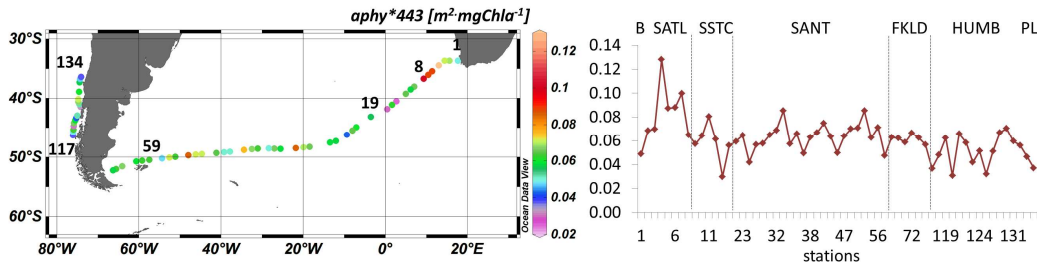 aphy*443 [m²·mgChla⁻¹]
30°S
40°S
50°S
60°S
80°W
60°W
40°W
20°W
0°
20°E
134
117
59
19
8
1
Ocean Data View
0.12
0.1
0.08
0.06
0.04
0.02
B SATL SSTC SANT FKLD HUMB PL
0.14
0.12
0.10
0.08
0.06
0.04
0.02
0.00
1 6 11 23 32 38 47 56 72 119 124 131
stations